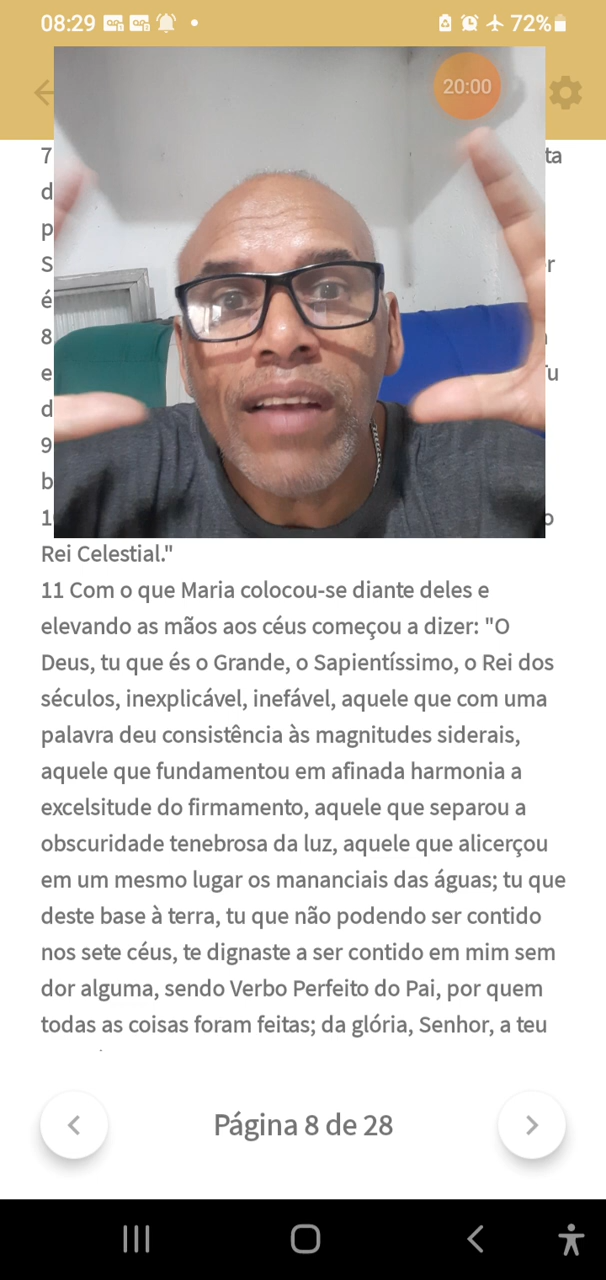 08:29
72%
20:00
7 ta
d
p
S r
é
8
e Tu
d
9
b
1 o
Rei Celestial."
11 Com o que Maria colocou-se diante deles e
elevando as mãos aos céus começou a dizer: "O
Deus, tu que és o Grande, o Sapientíssimo, o Rei dos
séculos, inexplicável, inefável, aquele que com uma
palavra deu consistência às magnitudes siderais,
aquele que fundamentou em afinada harmonia a
excelsitude do firmamento, aquele que separou a
obscuridade tenebrosa da luz, aquele que alicerçou
em um mesmo lugar os mananciais das águas; tu que
deste base à terra, tu que não podendo ser contido
nos sete céus, te dignaste a ser contido em mim sem
dor alguma, sendo Verbo Perfeito do Pai, por quem
todas as coisas foram feitas; da glória, Senhor, a teu
Página 8 de 28